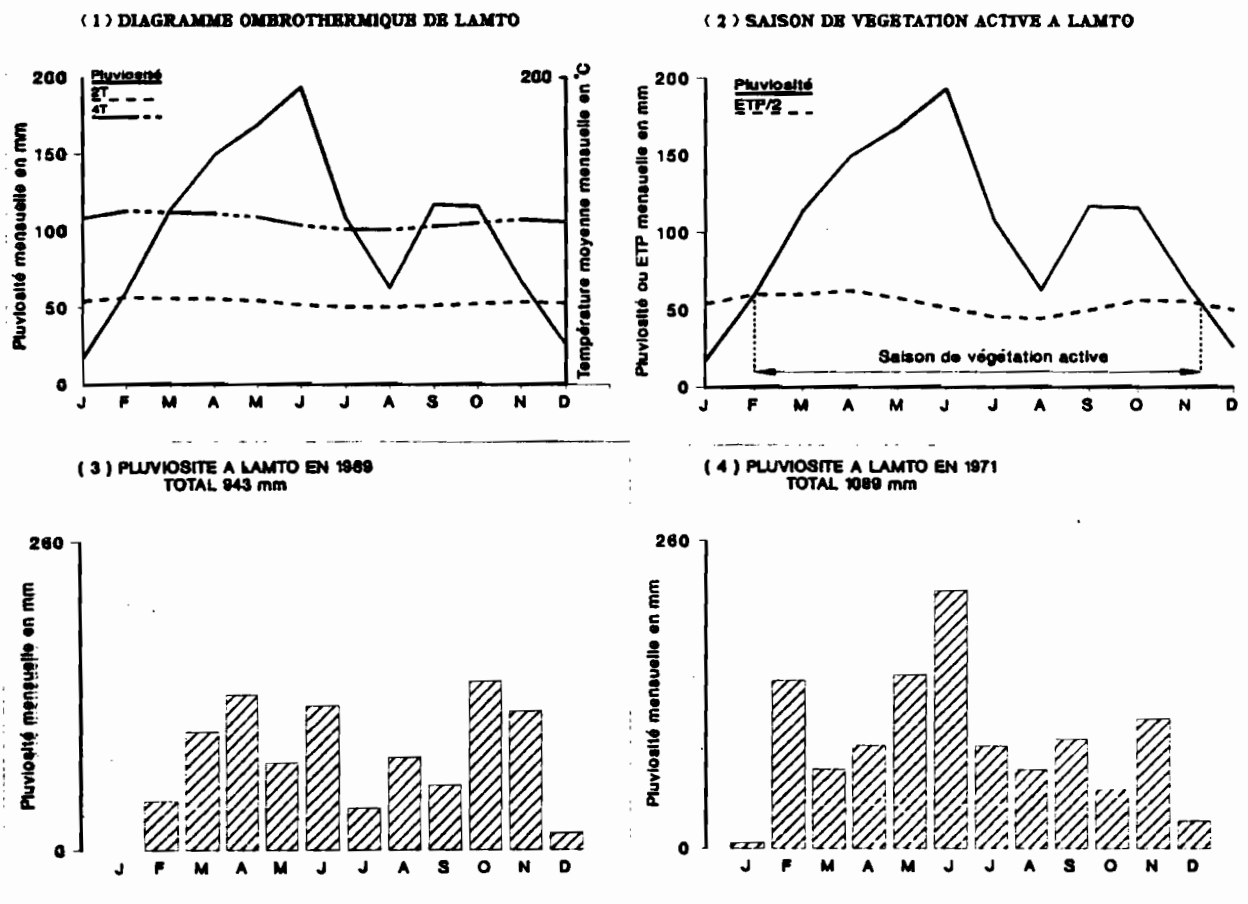 ( 1 ) DIAGRAMME OMBROTHERMIQUE DE LAMTO
200
150
100
50
0
Pluviosité mensuelle en mm
Pluviosité
2T
4T
200
Température moyenne mensuelle en °C
J F M A M J J A S O N D
( 2 ) SAISON DE VEGETATION ACTIVE A LAMTO
200
150
100
50
0
Pluviosité ou ETP mensuelle en mm
Pluviosité
ETP/2
Saison de végétation active
J F M A M J J A S O N D
( 3 ) PLUVIOSITE A LAMTO EN 1969
TOTAL 943 mm
260
0
Pluviosité mensuelle en mm
J F M A M J J A S O N D
( 4 ) PLUVIOSITE A LAMTO EN 1971
TOTAL 1089 mm
260
0
Pluviosité mensuelle en mm
J F M A M J J A S O N D